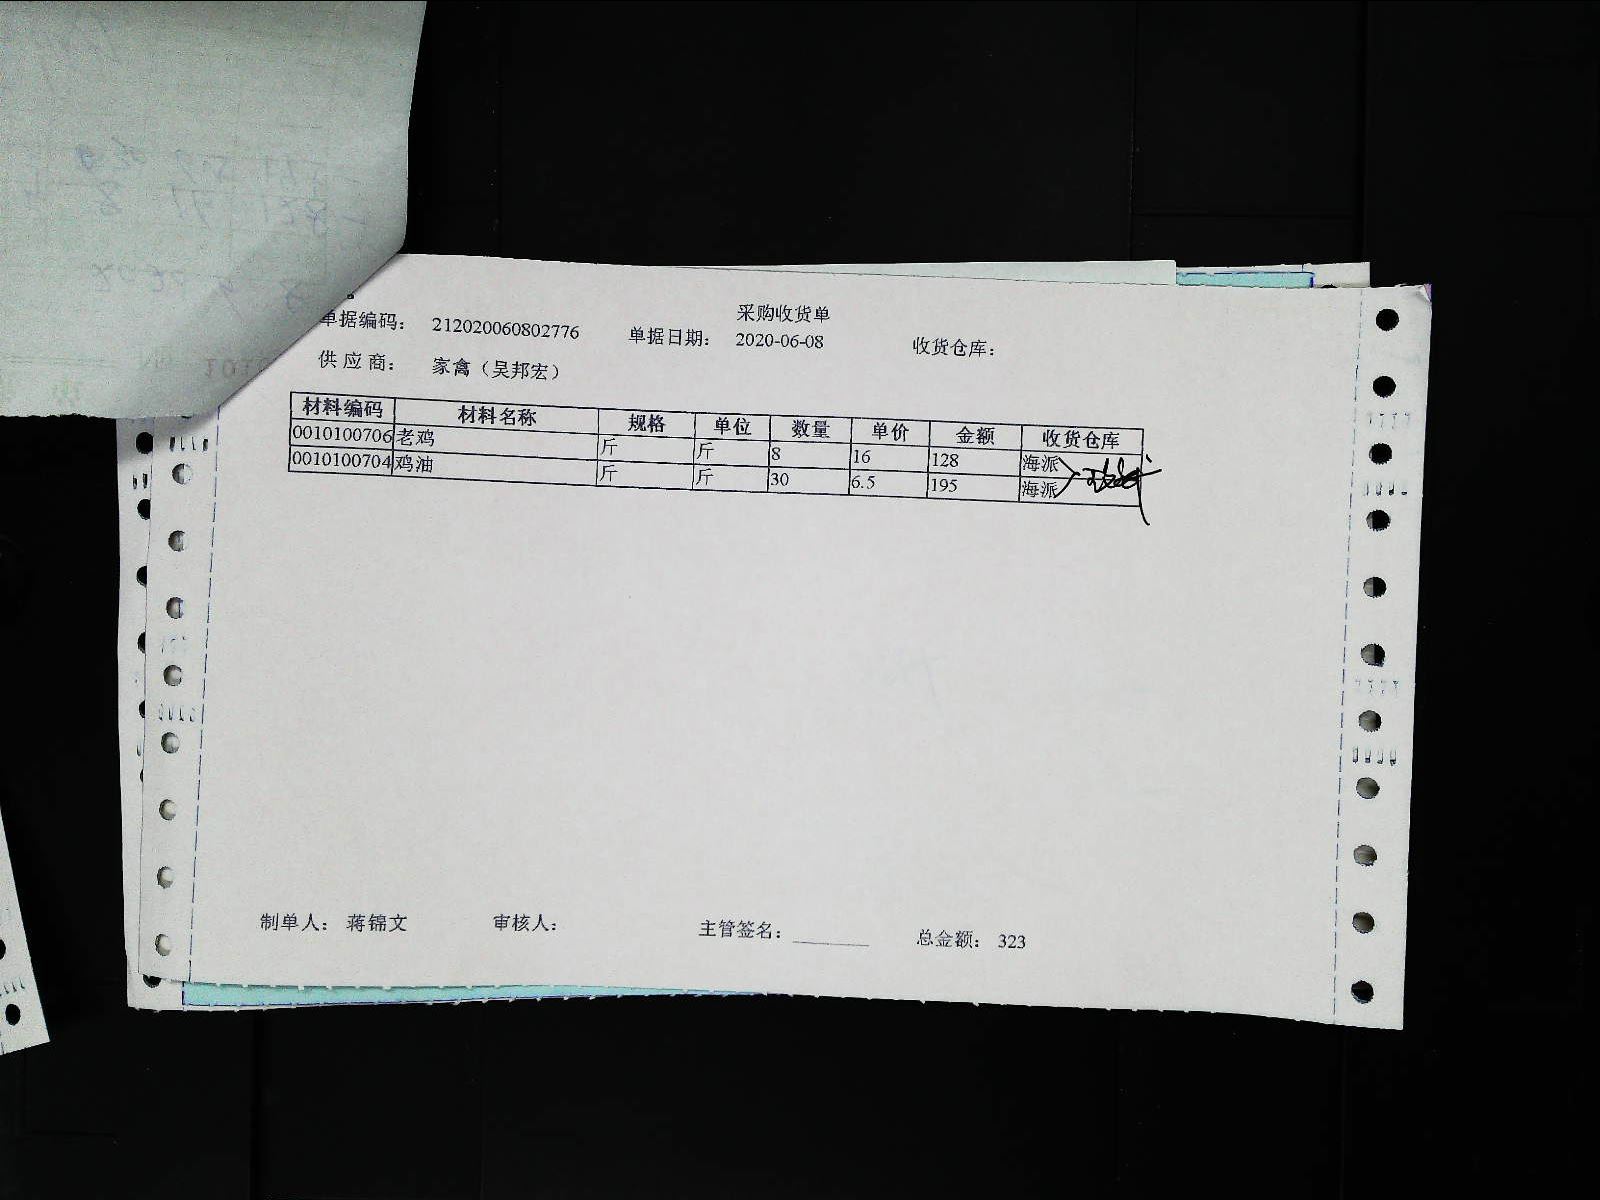 采购收货单
单据编码: 212020060802776 单据日期: 2020-06-08 收货仓库:
供应商: 家禽（吴邦宏）
材料编码 材料名称 规格 单位 数量 单价 金额 收货仓库
0010100706 老鸡 斤 斤 8 16 128 海派
0010100704 鸡油 斤 斤 30 6.5 195 海派
制单人: 蒋锦文 审核人: 主管签名: 总金额: 323